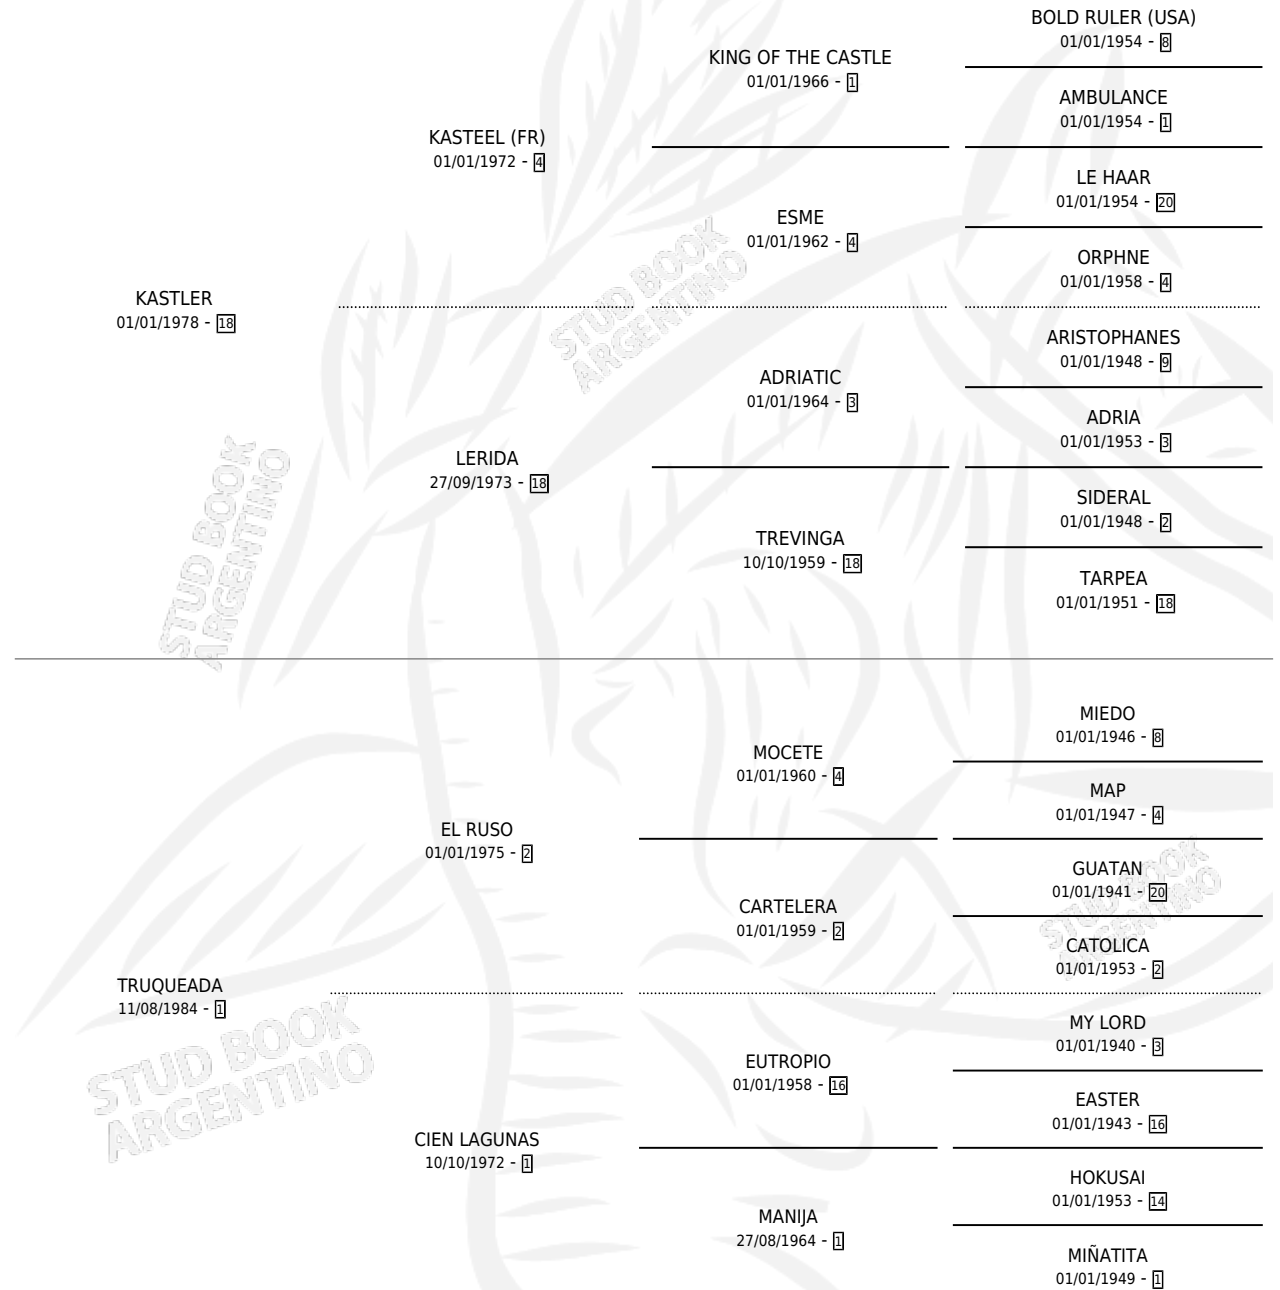 BOLD RULER (USA)
01/01/1954 - 8
KING OF THE CASTLE
01/01/1966 - 1
AMBULANCE
01/01/1954 - 1
KASTEEL (FR)
01/01/1972 - 4
LE HAAR
01/01/1954 - 20
ESME
01/01/1962 - 4
ORPHNE
01/01/1958 - 4
KASTLER
01/01/1978 - 18
ARISTOPHANES
01/01/1948 - 9
ADRIATIC
01/01/1964 - 3
ADRIA
01/01/1953 - 3
LERIDA
27/09/1973 - 18
SIDERAL
01/01/1948 - 2
TREVINGA
10/10/1959 - 18
TARPEA
01/01/1951 - 18
STUD BOOK
ARGENTINO
STUD BOOK
ARGENTINO
MIEDO
01/01/1946 - 8
MOCETE
01/01/1960 - 4
MAP
01/01/1947 - 4
EL RUSO
01/01/1975 - 2
GUATAN
01/01/1941 - 20
CARTELERA
01/01/1959 - 2
CATOLICA
01/01/1953 - 2
TRUQUEADA
11/08/1984 - 1
MY LORD
01/01/1940 - 3
EUTROPIO
01/01/1958 - 16
EASTER
01/01/1943 - 16
CIEN LAGUNAS
10/10/1972 - 1
HOKUSAI
01/01/1953 - 14
MANIJA
27/08/1964 - 1
MIÑATITA
01/01/1949 - 1
STUD BOOK
ARGENTINO
STUD BOOK
ARGENTINO